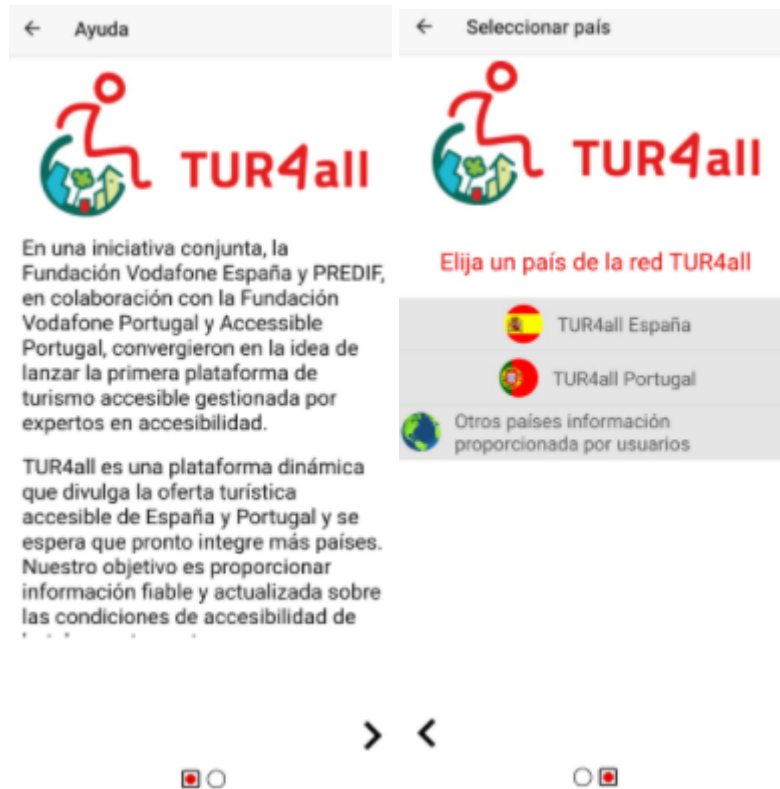 Ayuda
TUR4all
En una iniciativa conjunta, la
Fundación Vodafone España y PREDIF,
en colaboración con la Fundación
Vodafone Portugal y Accessible
Portugal, convergieron en la idea de
lanzar la primera plataforma de
turismo accesible gestionada por
expertos en accesibilidad.
TUR4all es una plataforma dinámica
que divulga la oferta turística
accesible de España y Portugal y se
espera que pronto integre más países.
Nuestro objetivo es proporcionar
información fiable y actualizada sobre
las condiciones de accesibilidad de
Seleccionar país
TUR4all
Elija un país de la red TUR4all
TUR4all España
TUR4all Portugal
Otros países información
proporcionada por usuarios